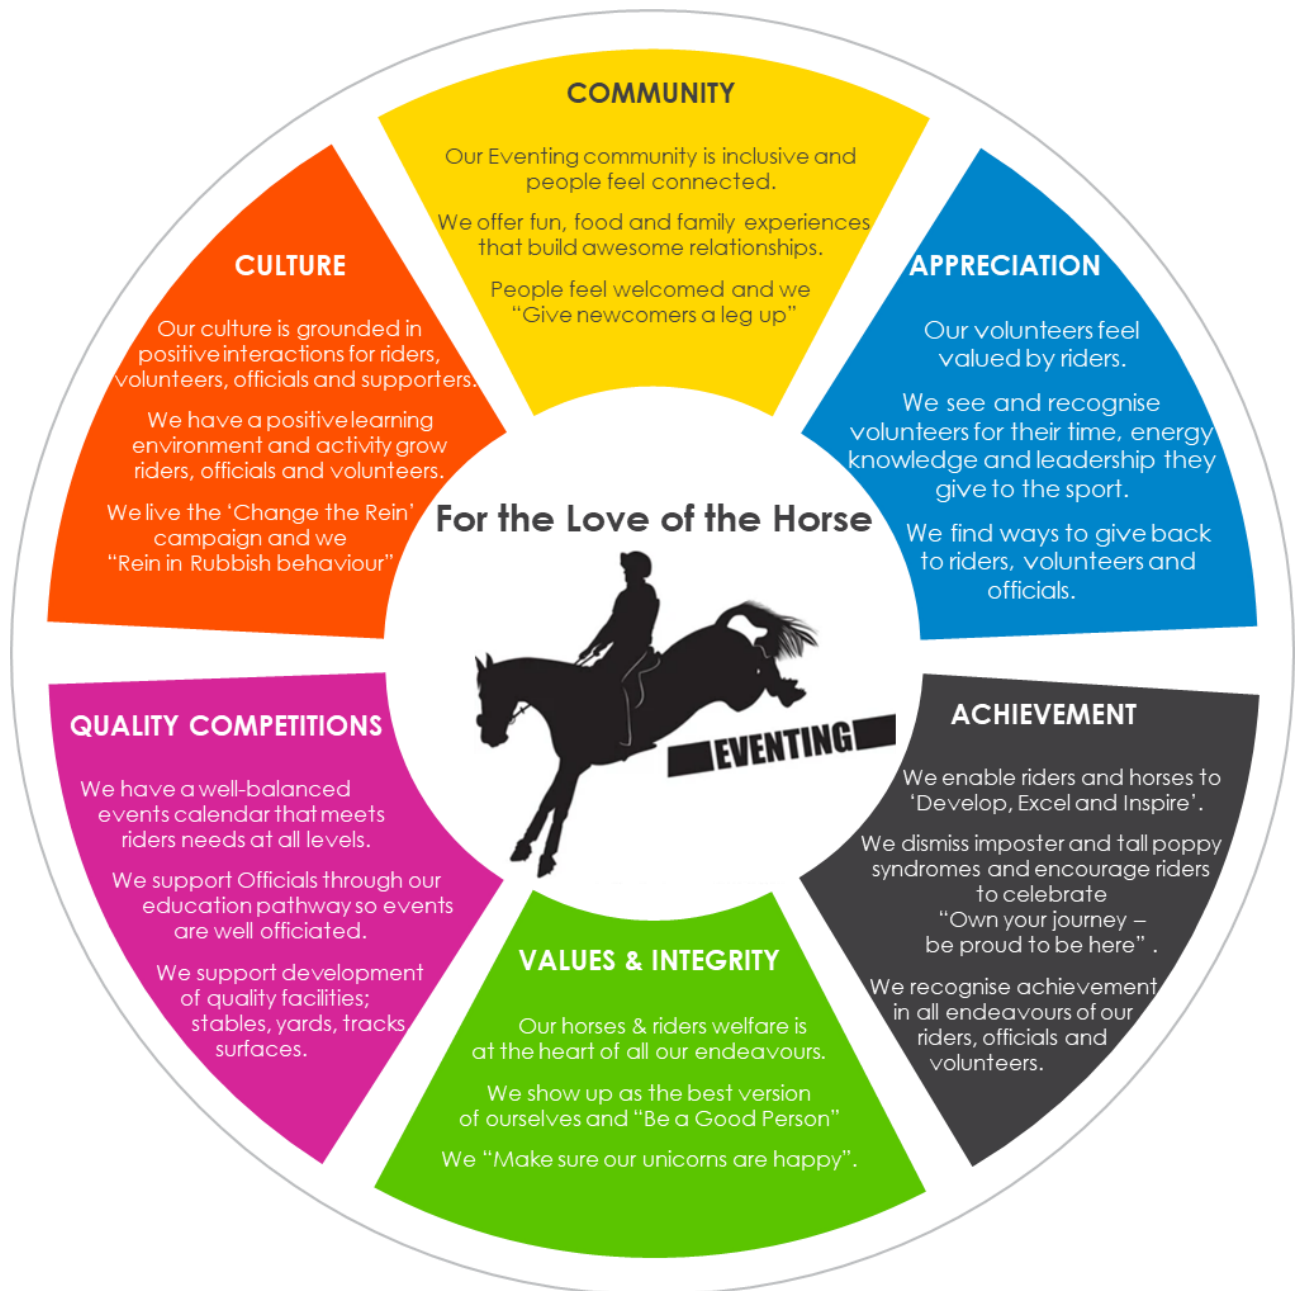 COMMUNITY
Our Eventing community is inclusive and
people feel connected.
We offer fun, food and family experiences
that build awesome relationships.
People feel welcomed and we
“Give newcomers a leg up”
APPRECIATION
Our volunteers feel
valued by riders.
We see and recognise
volunteers for their time, energy
knowledge and leadership they
give to the sport.
We find ways to give back
to riders, volunteers and
officials.
ACHIEVEMENT
We enable riders and horses to
‘Develop, Excel and Inspire’.
We dismiss imposter and tall poppy
syndromes and encourage riders
to celebrate
“Own your journey –
be proud to be here” .
We recognise achievement
in all endeavours of our
riders, officials and
volunteers.
VALUES & INTEGRITY
Our horses & riders welfare is
at the heart of all our endeavours.
We show up as the best version
of ourselves and “Be a Good Person”
We “Make sure our unicorns are happy”.
QUALITY COMPETITIONS
We have a well-balanced
events calendar that meets
riders needs at all levels.
We support Officials through our
education pathway so events
are well officiated.
We support development
of quality facilities;
stables, yards, tracks,
surfaces.
CULTURE
Our culture is grounded in
positive interactions for riders,
volunteers, officials and supporters.
We have a positive learning
environment and activity grow
riders, officials and volunteers.
We live the ‘Change the Rein’
campaign and we
“Rein in Rubbish behaviour”
For the Love of the Horse
EVENTING